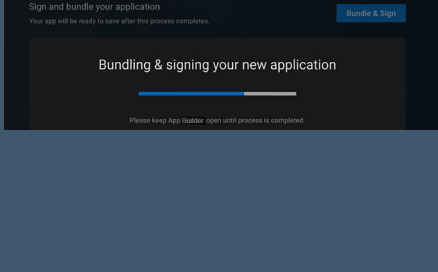 Sign and bundle your application
Bundle & Sign
Your app will be ready to save after this process completes.
Bundling & signing your new application
Please keep App Builder open until process is completed.